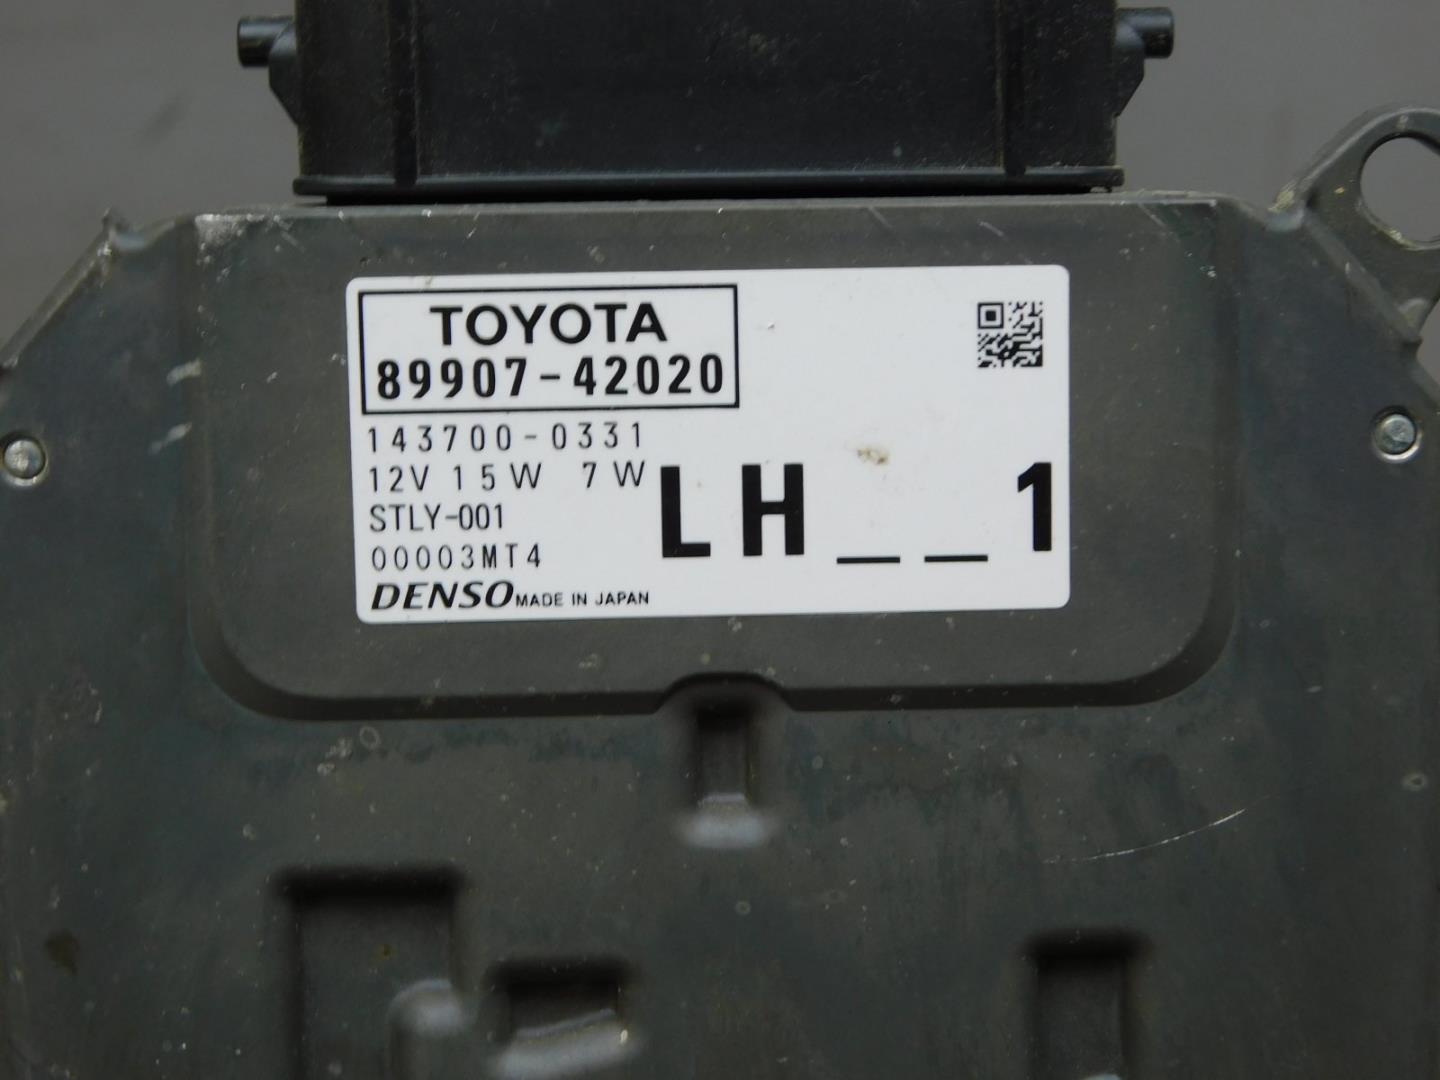 TOYOTA
89907-42020
143700-0331
12V 15W 7W
STLY-001
00003MT4
LH__1
DENSO MADE IN JAPAN